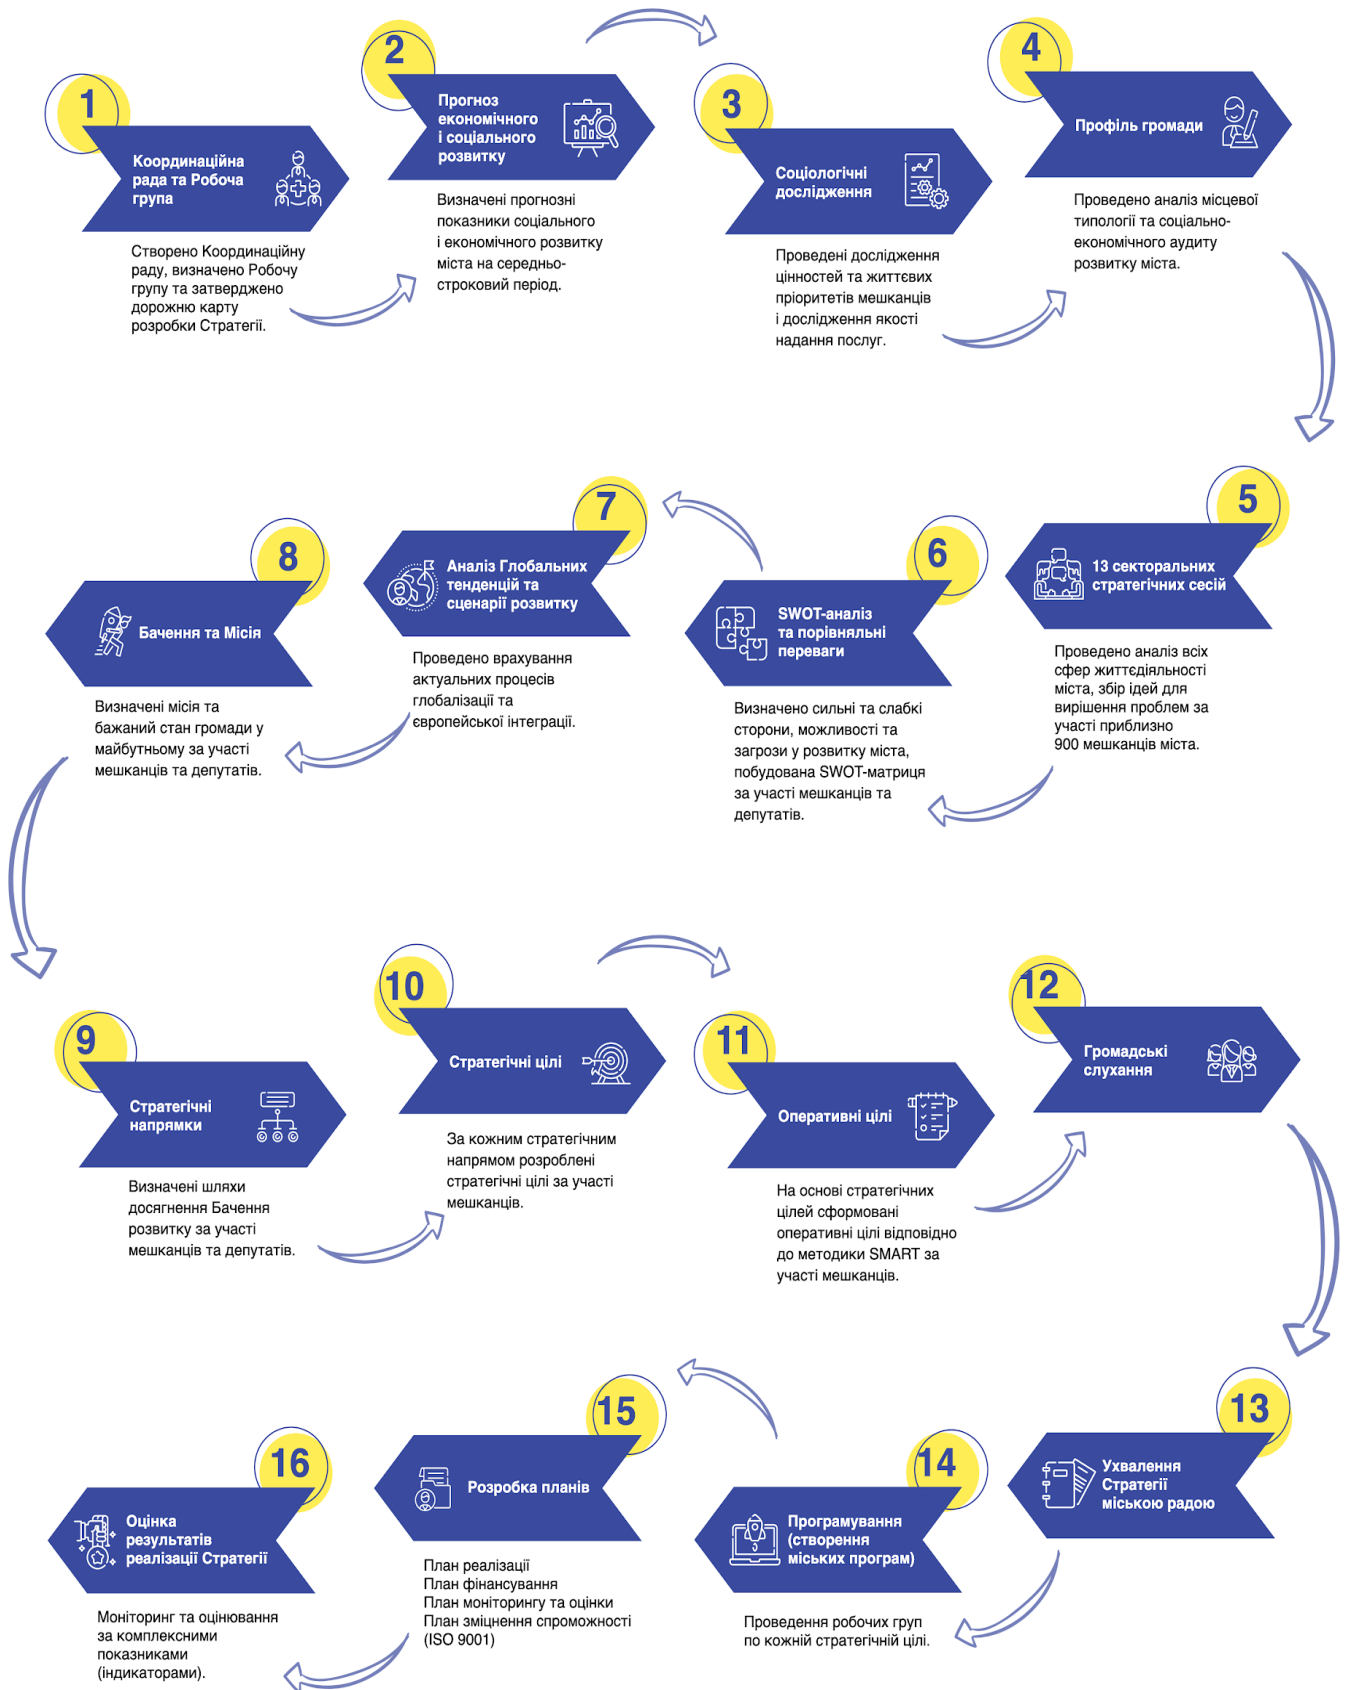 1
Координаційна
рада та Робоча
група
Створено Координаційну
раду, визначено Робочу
групу та затверджено
дорожню карту
розробки Стратегії.
2
Прогноз
економічного
і соціального
розвитку
Визначені прогнозні
показники соціального
і економічного розвитку
міста на середньо-
строковий період.
3
Соціологічні
дослідження
Проведені дослідження
цінностей та життєвих
пріоритетів мешканців
і дослідження якості
надання послуг.
4
Профіль громади
Проведено аналіз місцевої
типології та соціально-
економічного аудиту
розвитку міста.
5
13 секторальних
стратегічних сесій
Проведено аналіз всіх
сфер життєдіяльності
міста, збір ідей для
вирішення проблем за
участі приблизно
900 мешканців міста.
6
SWOT-аналіз
та порівняльні
переваги
Визначено сильні та слабкі
сторони, можливості та
загрози у розвитку міста,
побудована SWOT-матриця
за участі мешканців та
депутатів.
7
Аналіз Глобальних
тенденцій та
сценарії розвитку
Проведено врахування
актуальних процесів
глобалізації та
європейської інтеграції.
8
Бачення та Місія
Визначені місія та
бажаний стан громади у
майбутньому за участі
мешканців та депутатів.
9
Стратегічні
напрямки
Визначені шляхи
досягнення Бачення
розвитку за участі
мешканців та депутатів.
10
Стратегічні цілі
За кожним стратегічним
напрямом розроблені
стратегічні цілі за участі
мешканців.
11
Оперативні цілі
На основі стратегічних
цілей сформовані
оперативні цілі відповідно
до методики SMART за
участі мешканців.
12
Громадські
слухання
13
Ухвалення
Стратегії
міською радою
14
Програмування
(створення
міських програм)
Проведення робочих груп
по кожній стратегічній цілі.
15
Розробка планів
План реалізації
План фінансування
План моніторингу та оцінки
План зміцнення спроможності
(ISO 9001)
16
Оцінка
результатів
реалізації Стратегії
Моніторинг та оцінювання
за комплексними
показниками
(індикаторами).